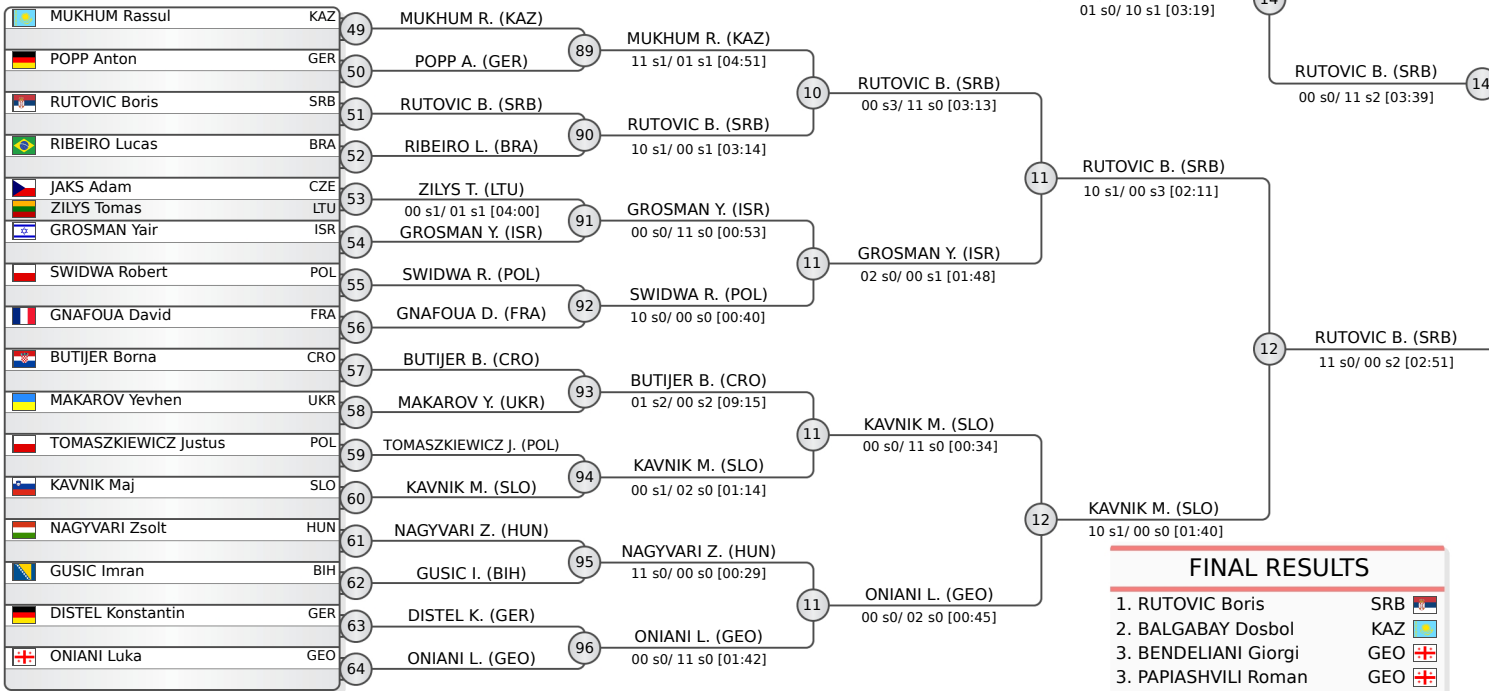 MUKHUM Rassul KAZ
POPP Anton GER
RUTOVIC Boris SRB
RIBEIRO Lucas BRA
JAKS Adam CZE
ZILYS Tomas LTU
GROSMAN Yair ISR
SWIDWA Robert POL
GNAFOUA David FRA
BUTIJER Borna CRO
MAKAROV Yevhen UKR
TOMASZKIEWICZ Justus POL
KAVNIK Maj SLO
NAGYVARI Zsolt HUN
GUSIC Imran BIH
DISTEL Konstantin GER
ONIANI Luka GEO
49
50
51
52
53
54
55
56
57
58
59
60
61
62
63
64
MUKHUM R. (KAZ)
POPP A. (GER)
RUTOVIC B. (SRB)
RIBEIRO L. (BRA)
ZILYS T. (LTU)
00 s1/ 01 s1 [04:00]
GROSMAN Y. (ISR)
SWIDWA R. (POL)
GNAFOUA D. (FRA)
BUTIJER B. (CRO)
MAKAROV Y. (UKR)
TOMASZKIEWICZ J. (POL)
KAVNIK M. (SLO)
NAGYVARI Z. (HUN)
GUSIC I. (BIH)
DISTEL K. (GER)
ONIANI L. (GEO)
89
90
91
92
93
94
95
96
MUKHUM R. (KAZ)
11 s1/ 01 s1 [04:51]
RUTOVIC B. (SRB)
10 s1/ 00 s1 [03:14]
GROSMAN Y. (ISR)
00 s0/ 11 s0 [00:53]
SWIDWA R. (POL)
10 s0/ 00 s0 [00:40]
BUTIJER B. (CRO)
01 s2/ 00 s2 [09:15]
KAVNIK M. (SLO)
00 s1/ 02 s0 [01:14]
NAGYVARI Z. (HUN)
11 s0/ 00 s0 [00:29]
ONIANI L. (GEO)
00 s0/ 11 s0 [01:42]
10
11
11
11
RUTOVIC B. (SRB)
00 s3/ 11 s0 [03:13]
GROSMAN Y. (ISR)
02 s0/ 00 s1 [01:48]
KAVNIK M. (SLO)
00 s0/ 11 s0 [00:34]
ONIANI L. (GEO)
00 s0/ 02 s0 [00:45]
11
12
01 s0/ 10 s1 [03:19]
RUTOVIC B. (SRB)
10 s1/ 00 s3 [02:11]
KAVNIK M. (SLO)
10 s1/ 00 s0 [01:40]
12
RUTOVIC B. (SRB)
00 s0/ 11 s2 [03:39]
14
RUTOVIC B. (SRB)
11 s0/ 00 s2 [02:51]
FINAL RESULTS
1. RUTOVIC Boris SRB
2. BALGABAY Dosbol KAZ
3. BENDELIANI Giorgi GEO
3. PAPIASHVILI Roman GEO